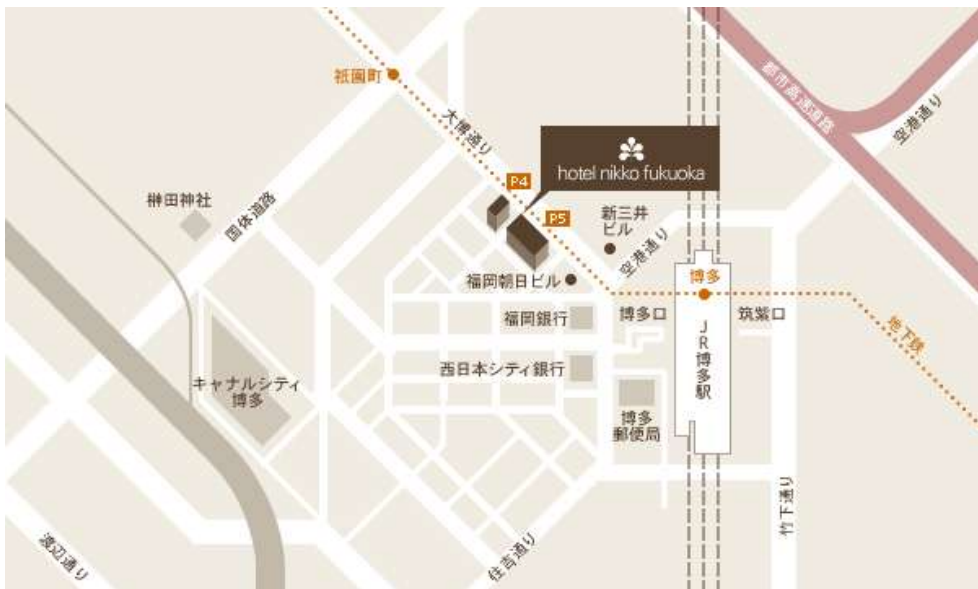 祇園町
大博通り
都市高速道路
空港通り
hotel nikko fukuoka
P4
P5
榊田神社
国体道路
新三井
ビル
空港通り
福岡朝日ビル
博多
福岡銀行
博多口
筑紫口
地下鉄
JR博多駅
西日本シティ銀行
キャナルシティ
博多
博多
郵便局
竹下通り
住吉通り
渡辺通り